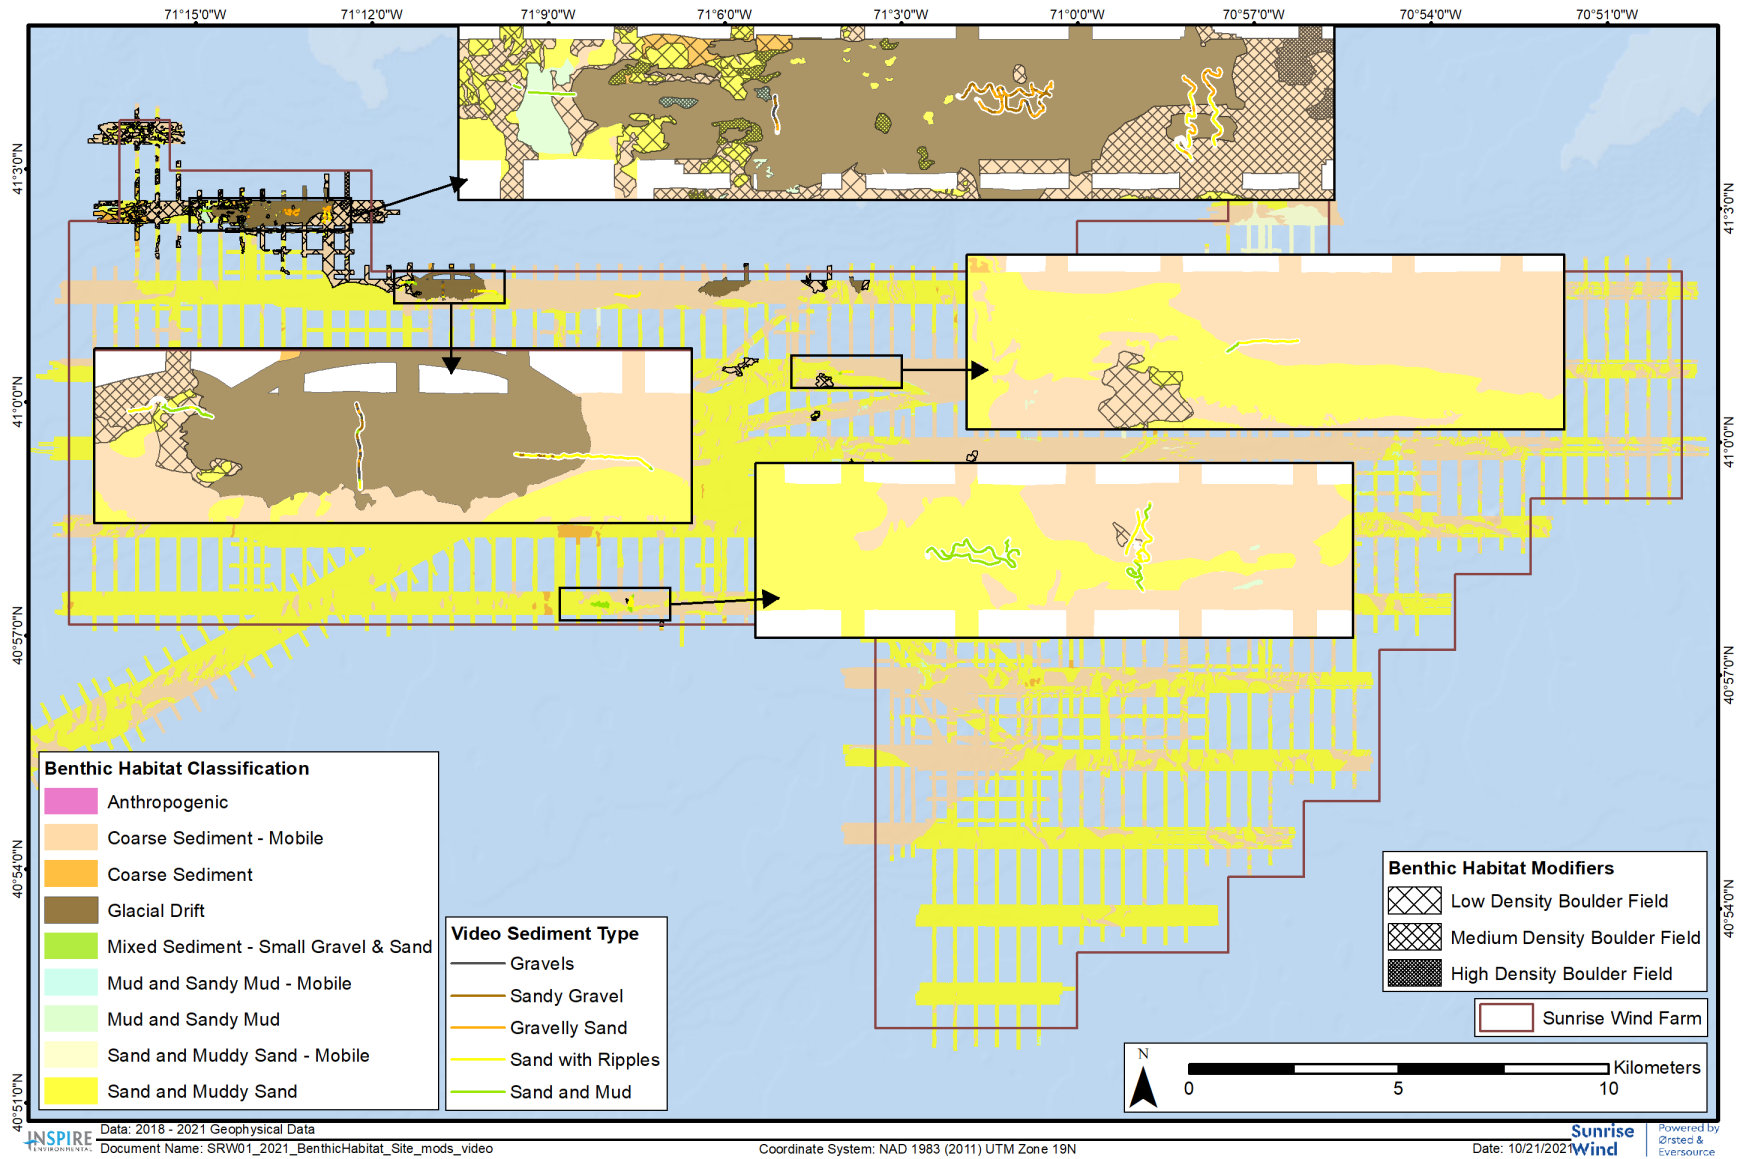 71°15'0"W 71°12'0"W 71°9'0"W 71°6'0"W 71°3'0"W 71°0'0"W 70°57'0"W 70°54'0"W 70°51'0"W
41°3'0"N
41°0'0"N
40°57'0"N
40°54'0"N
40°51'0"N
41°3'0"N
41°0'0"N
40°57'0"N
40°54'0"N
Benthic Habitat Classification
Anthropogenic
Coarse Sediment - Mobile
Coarse Sediment
Glacial Drift
Mixed Sediment - Small Gravel & Sand
Mud and Sandy Mud - Mobile
Mud and Sandy Mud
Sand and Muddy Sand - Mobile
Sand and Muddy Sand
Video Sediment Type
Gravels
Sandy Gravel
Gravelly Sand
Sand with Ripples
Sand and Mud
Benthic Habitat Modifiers
Low Density Boulder Field
Medium Density Boulder Field
High Density Boulder Field
Sunrise Wind Farm
N
Kilometers
0 5 10
INSPIRE
ENVIRONMENTAL
Data: 2018 - 2021 Geophysical Data
Document Name: SRW01_2021_BenthicHabitat_Site_mods_video
Coordinate System: NAD 1983 (2011) UTM Zone 19N
Date: 10/21/2021
Sunrise
Wind
Powered by
Ørsted &
Eversource